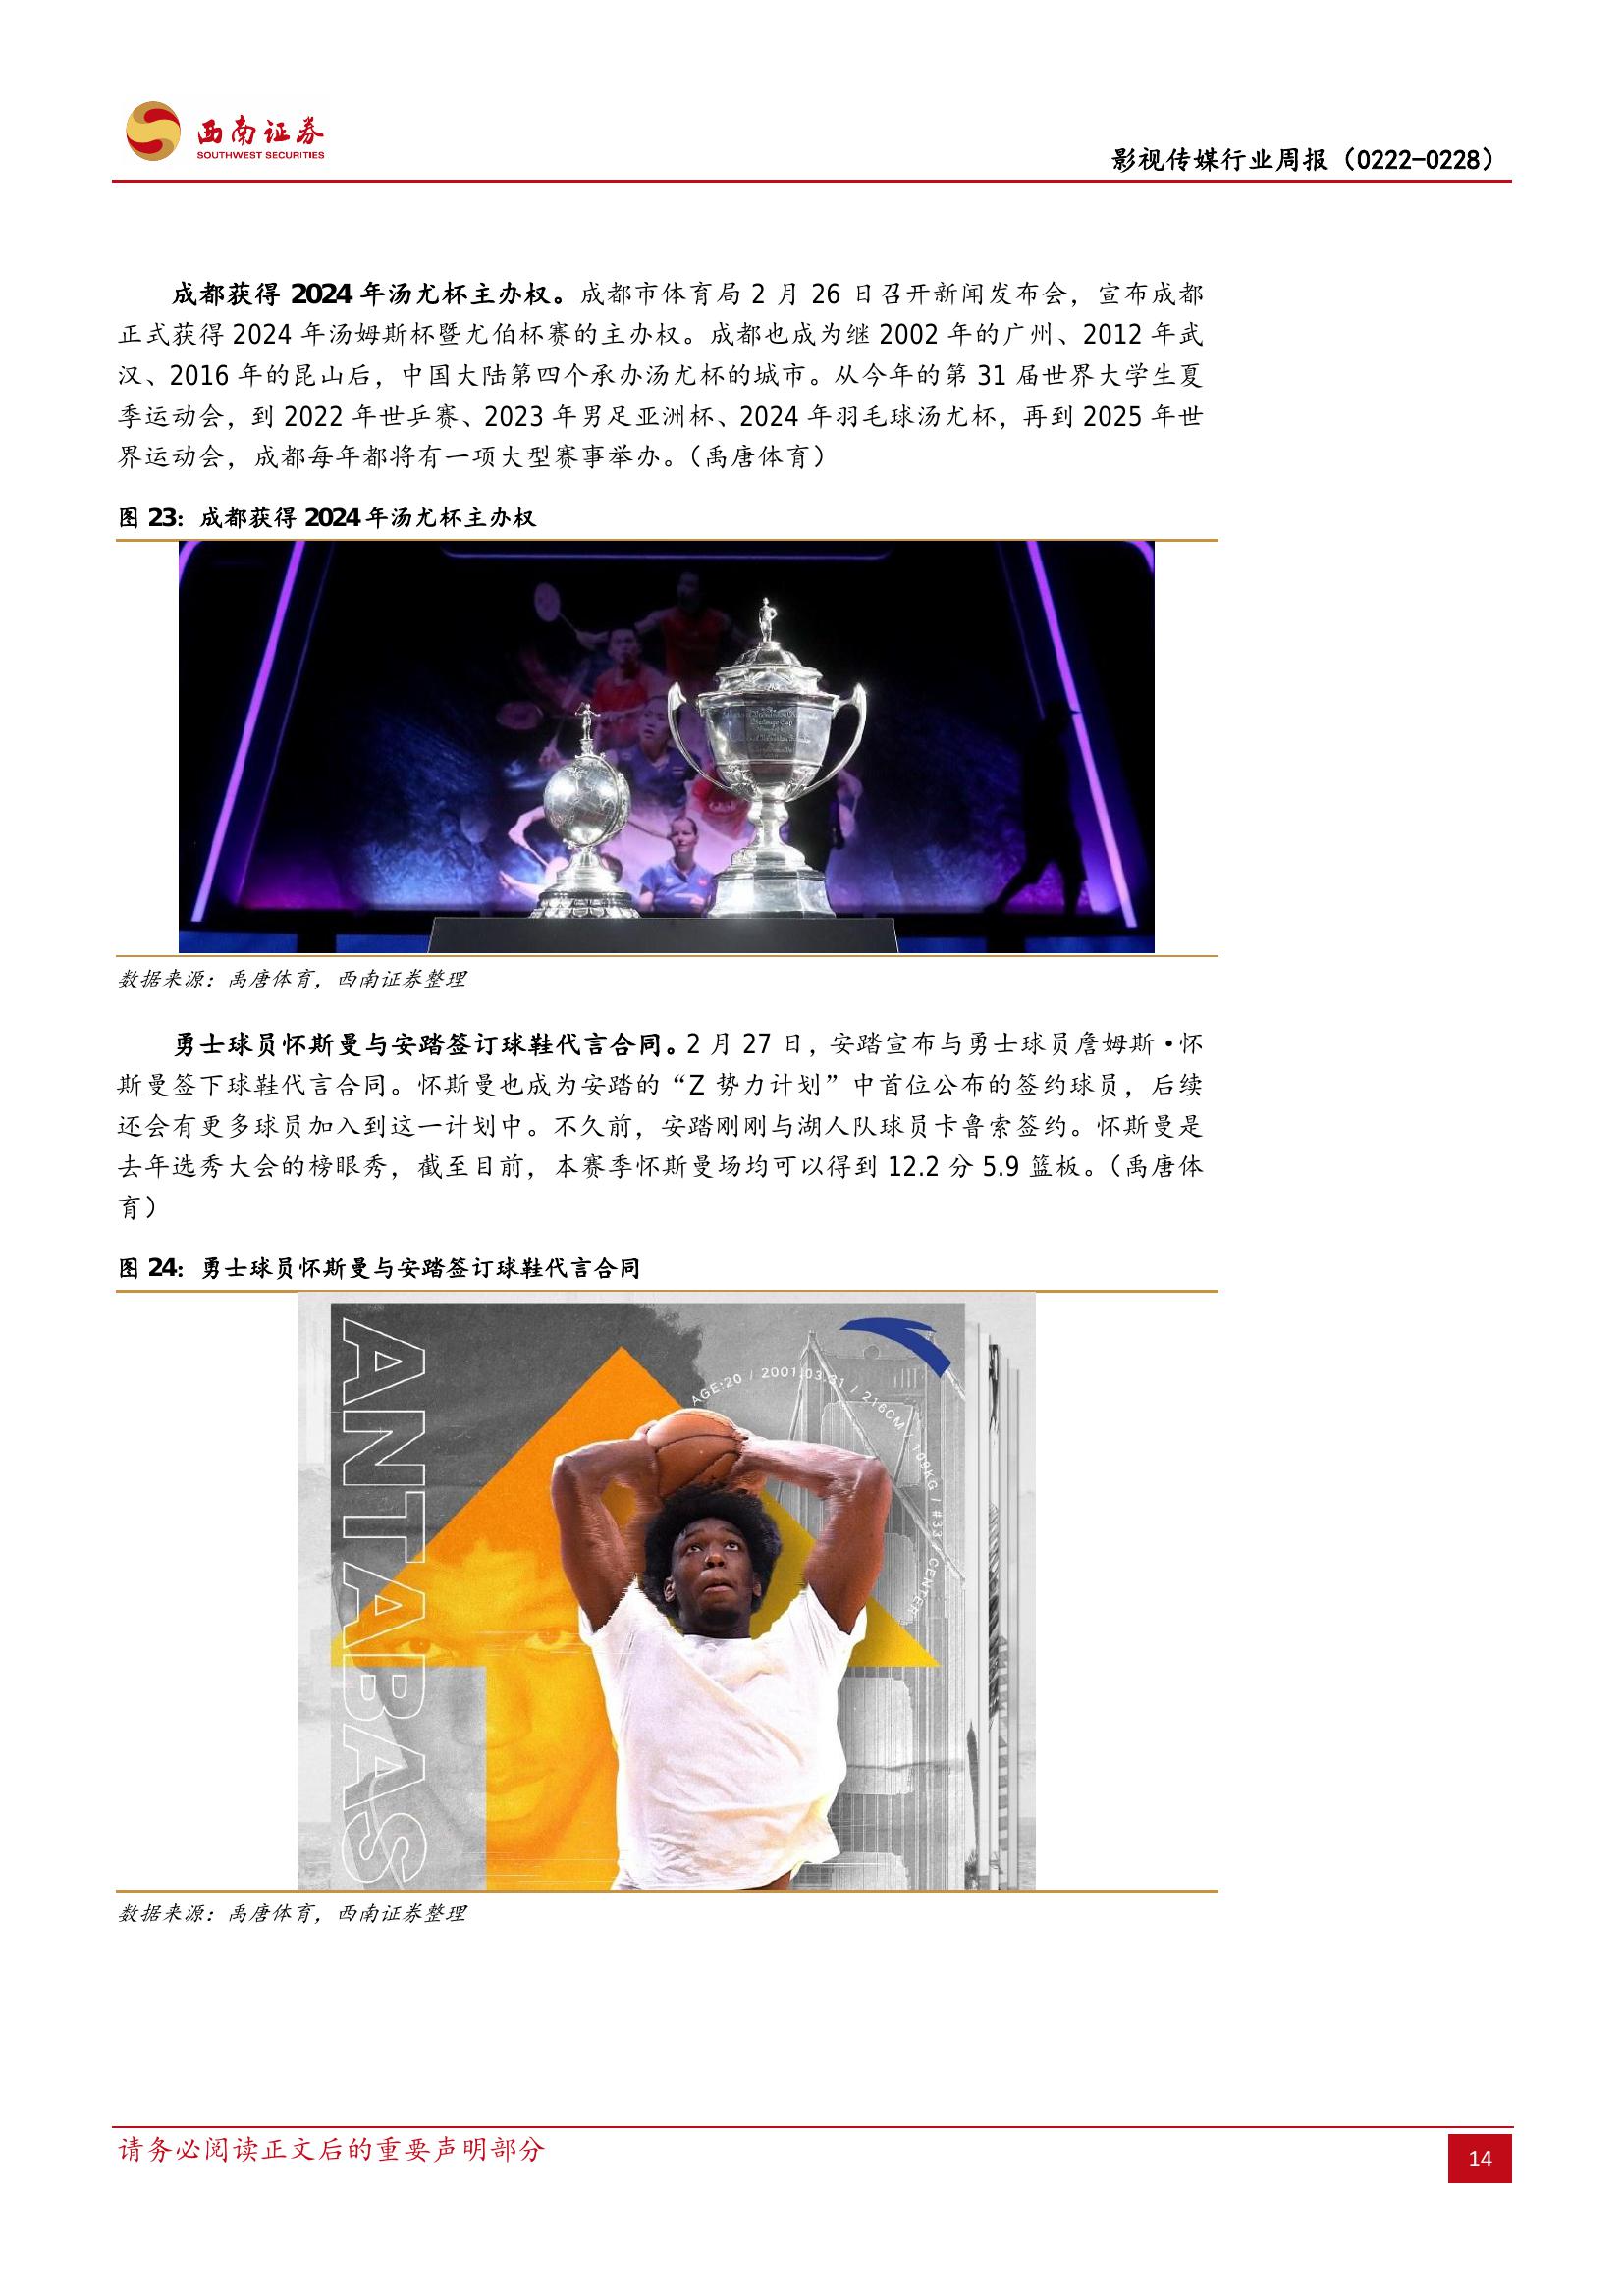 西南证券
SOUTHWEST SECURITIES
影视传媒行业周报（0222-0228）
成都获得 2024 年汤尤杯主办权。成都市体育局 2 月 26 日召开新闻发布会，宣布成都
正式获得 2024 年汤姆斯杯暨尤伯杯赛的主办权。成都也成为继 2002 年的广州、2012 年武
汉、2016 年的昆山后，中国大陆第四个承办汤尤杯的城市。从今年的第 31 届世界大学生夏
季运动会，到 2022 年世乒赛、2023 年男足亚洲杯、2024 年羽毛球汤尤杯，再到 2025 年世
界运动会，成都每年都将有一项大型赛事举办。（禹唐体育）
图 23：成都获得 2024 年汤尤杯主办权
数据来源：禹唐体育，西南证券整理
勇士球员怀斯曼与安踏签订球鞋代言合同。2 月 27 日，安踏宣布与勇士球员詹姆斯•怀
斯曼签下球鞋代言合同。怀斯曼也成为安踏的“Z 势力计划”中首位公布的签约球员，后续
还会有更多球员加入到这一计划中。不久前，安踏刚刚与湖人队球员卡鲁索签约。怀斯曼是
去年选秀大会的榜眼秀，截至目前，本赛季怀斯曼场均可以得到 12.2 分 5.9 篮板。（禹唐体
育）
图 24：勇士球员怀斯曼与安踏签订球鞋代言合同
ANTABAS
AGE:20 / 2001.03.31 / 216CM / 109KG / #33 / CENTER
数据来源：禹唐体育，西南证券整理
请务必阅读正文后的重要声明部分
14